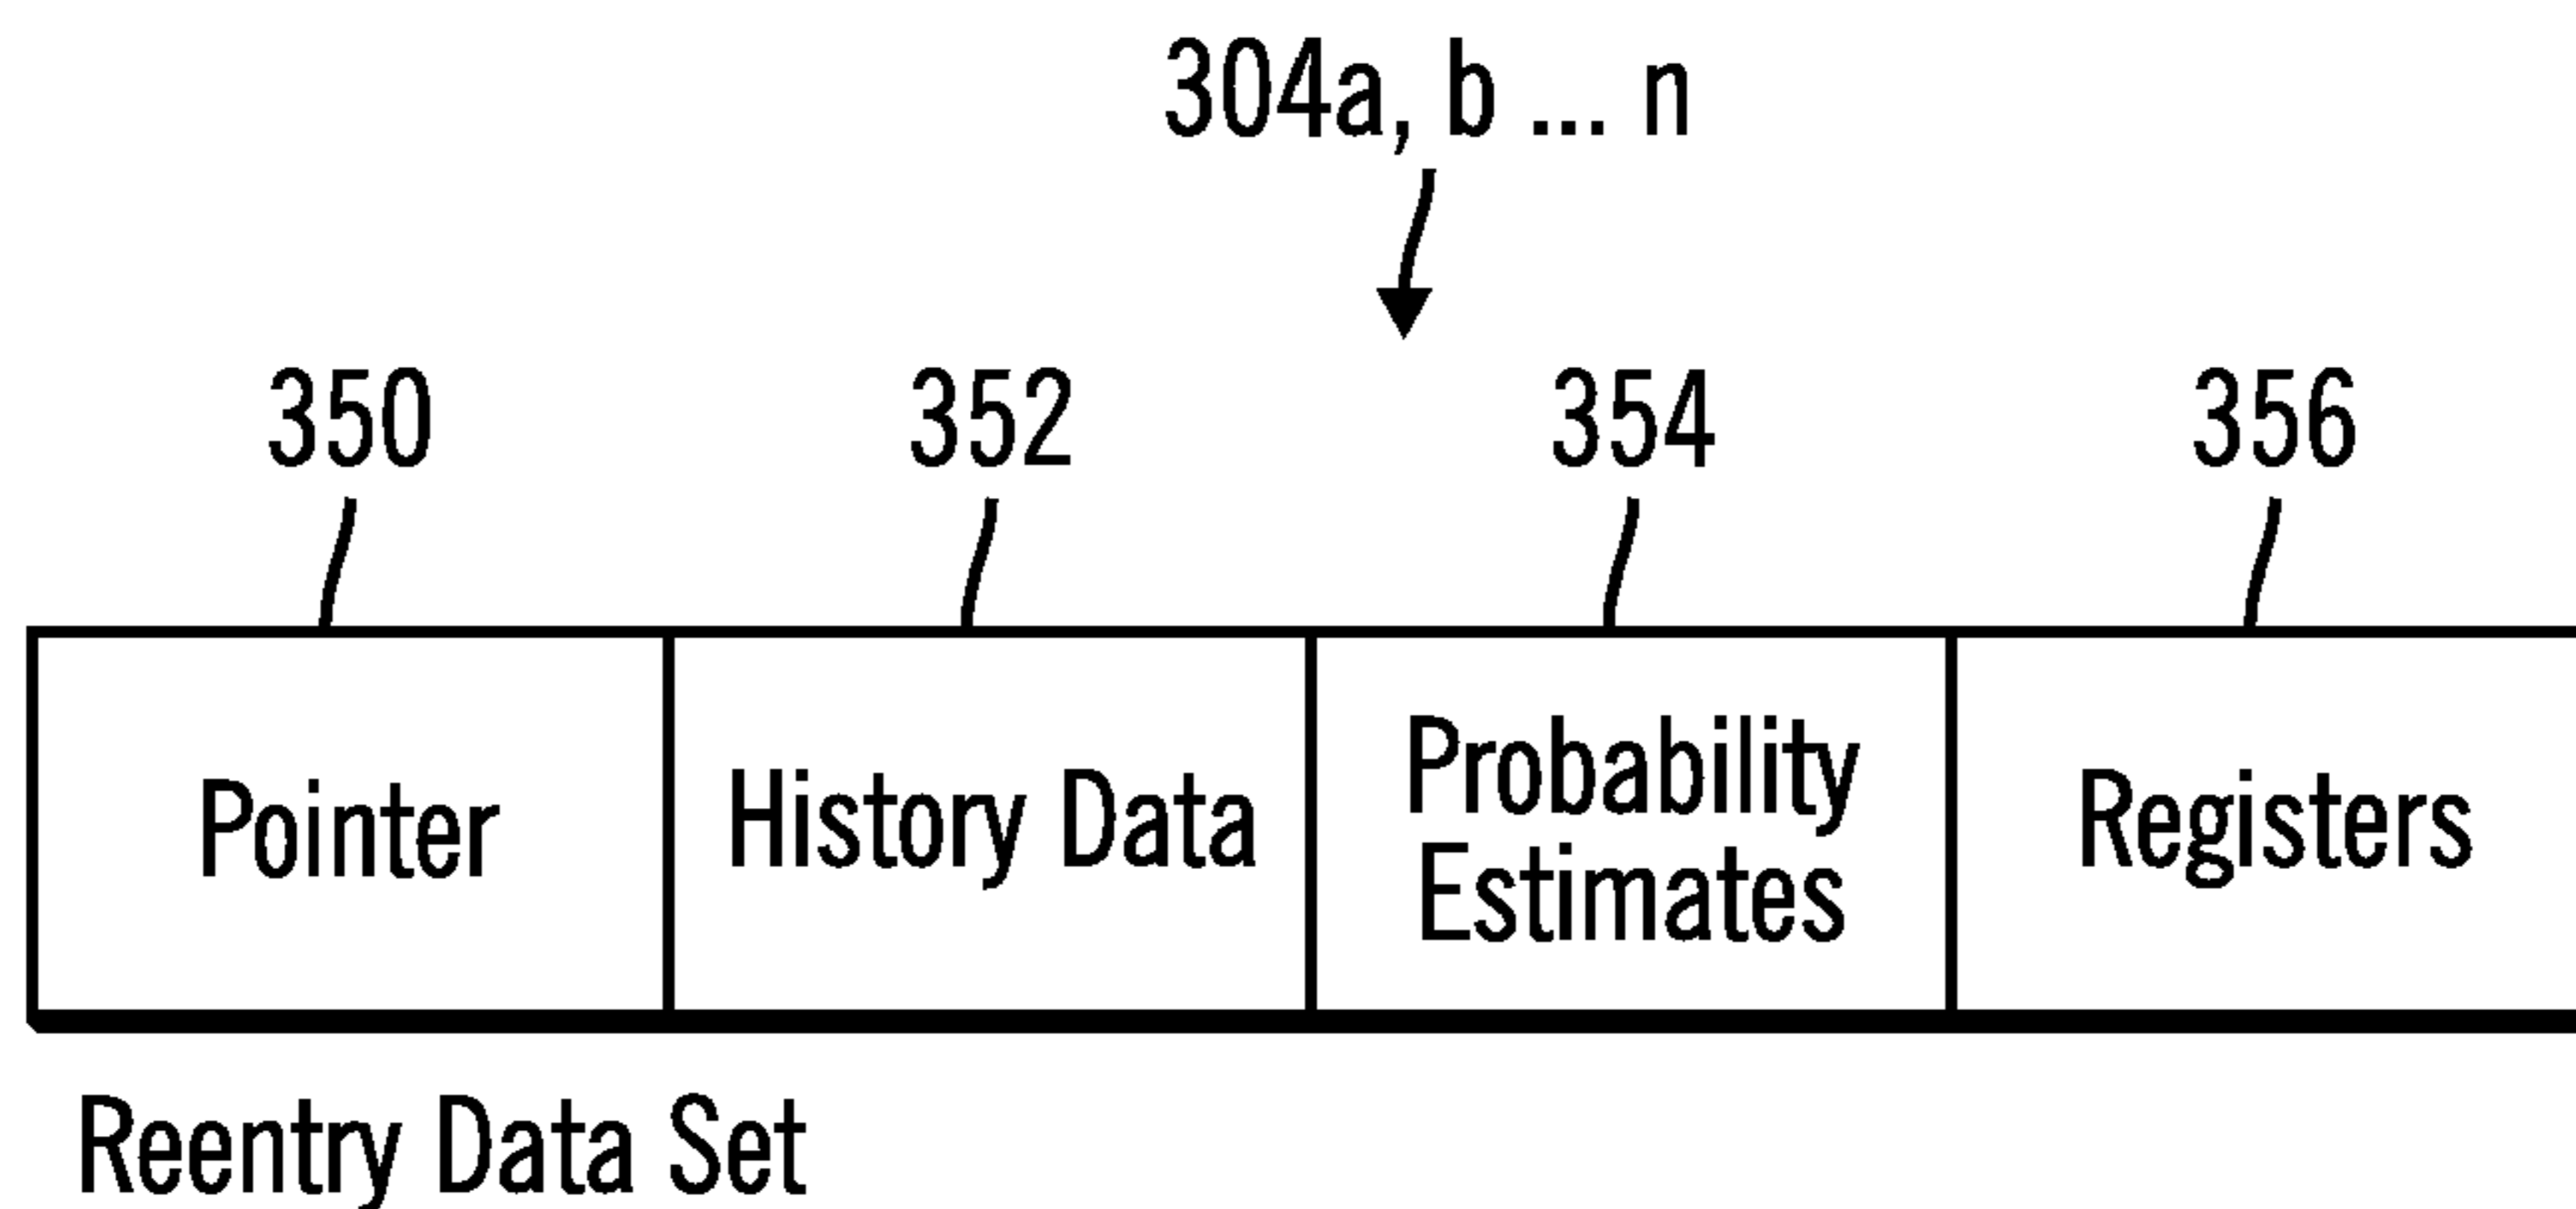 304a, b ... n
350
352
354
356
Pointer
History Data
Probability
Estimates
Registers
Reentry Data Set